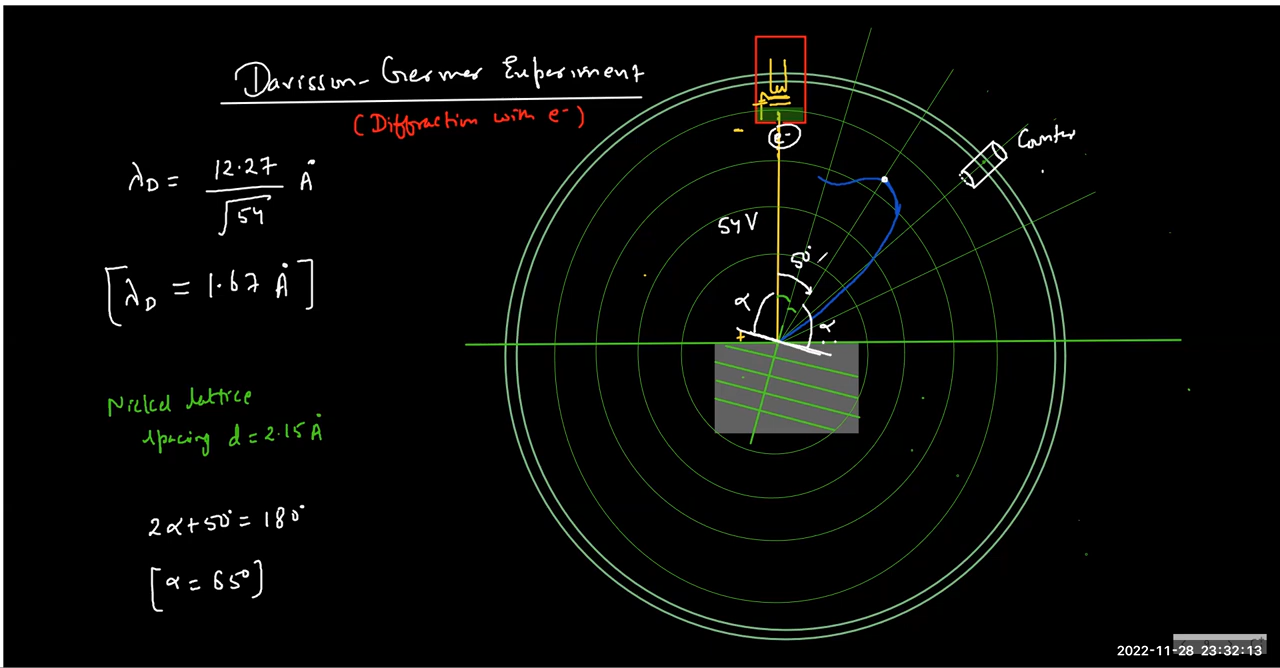 Davisson-Germer Experiment
(Diffraction with e-)
λD = 12.27 / √54 Å
[λD = 1.67 Å]
Nickel lattice
spacing d = 2.15 Å
2α + 50° = 180°
[α = 65°]
-
e-
Counter
54V
50°
α
α
+
2022-11-28 23:32:13